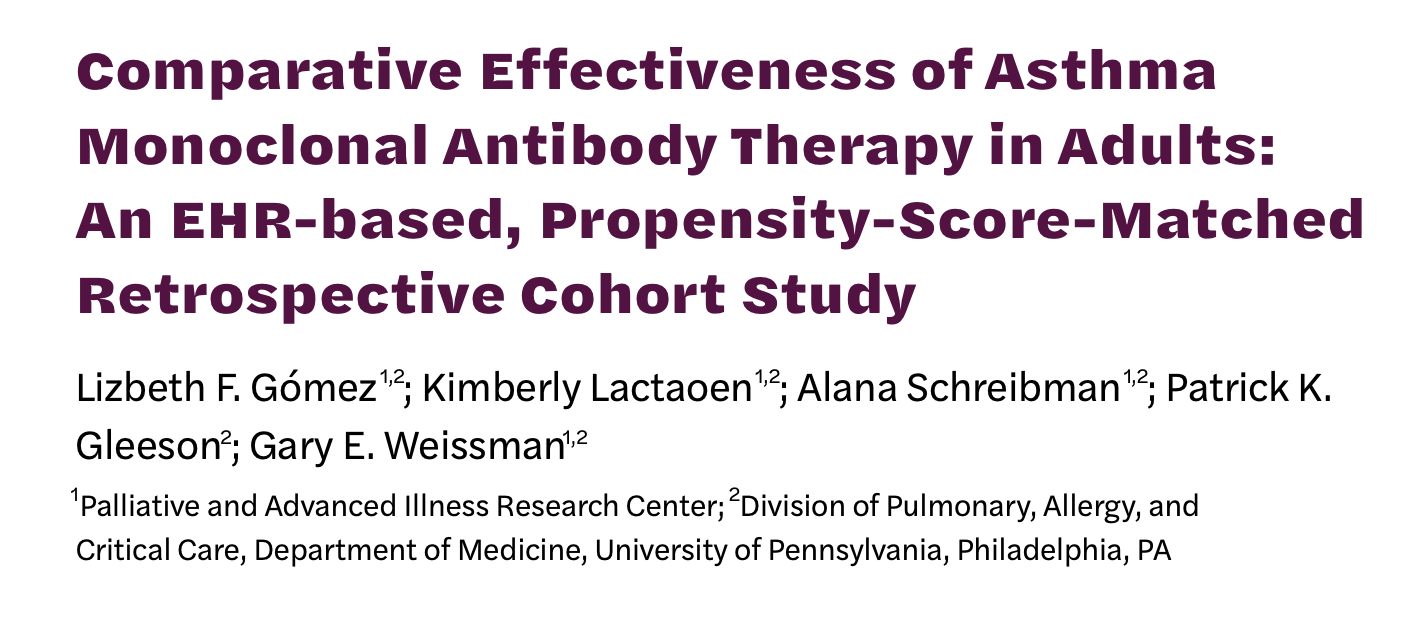 Comparative Effectiveness of Asthma
Monoclonal Antibody Therapy in Adults:
An EHR-based, Propensity-Score-Matched
Retrospective Cohort Study
Lizbeth F. Gómez¹,²; Kimberly Lactaoen¹,²; Alana Schreibman¹,²; Patrick K.
Gleeson²; Gary E. Weissman¹,²
¹Palliative and Advanced Illness Research Center; ²Division of Pulmonary, Allergy, and
Critical Care, Department of Medicine, University of Pennsylvania, Philadelphia, PA